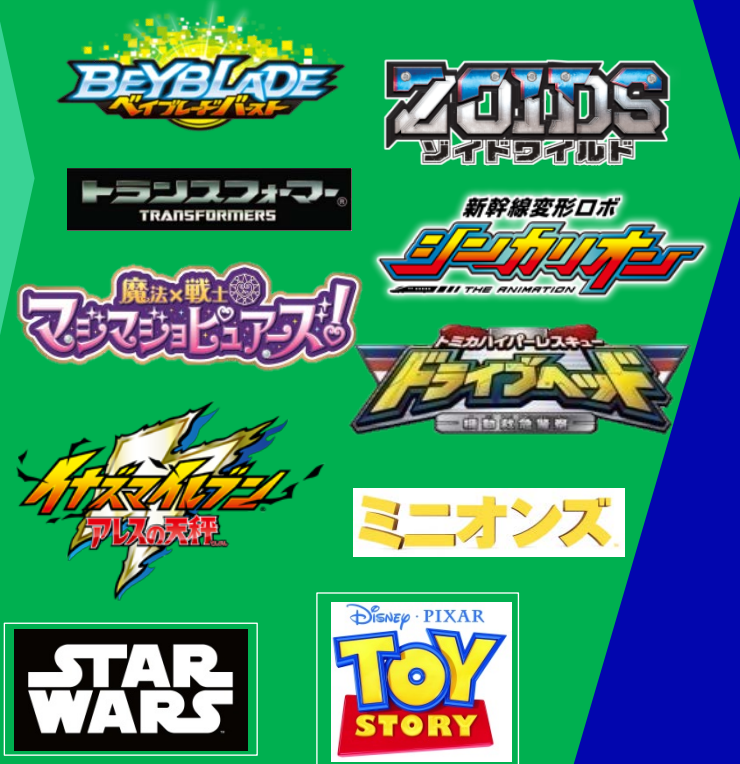 BEYBLADE
ベイブレードバースト
ZOIDS
ゾイドワイルド
トランスフォーマー®
TRANSFORMERS
新幹線変形ロボ
シンカリオン
THE ANIMATION
魔法×戦士
マジマジョピュアーズ!
トミカハイパーレスキュー
ドライブヘッド
機動救急警察
イナズマイレブン
アレスの天秤
ミニオンズ
STAR
WARS
DISNEY · PIXAR
TOY
STORY